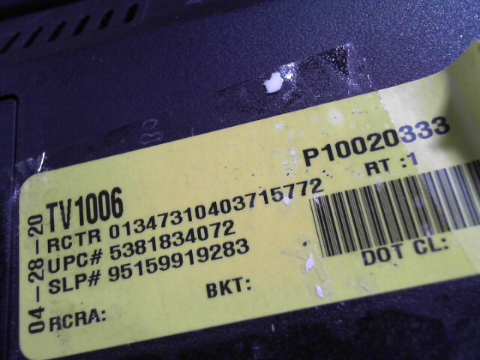 04-28-20
TV1006
P10020333
RCTR 01347310403715772
RT :1
UPC# 5381834072
SLP# 95159919283
DOT CL:
BKT:
RCRA: